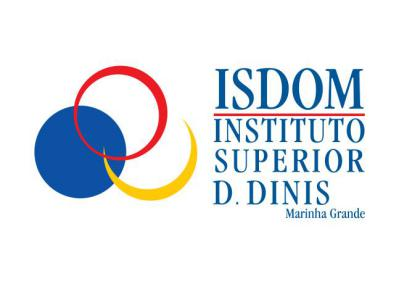 ISDOM
INSTITUTO
SUPERIOR
D. DINIS
Marinha Grande